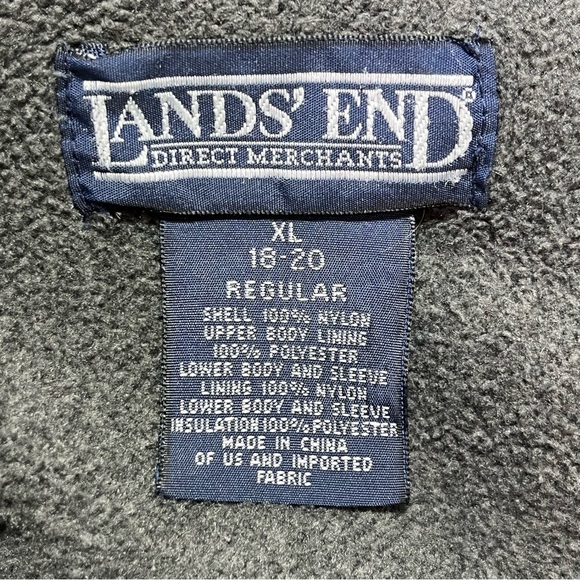 LANDS' END®
DIRECT MERCHANTS
XL
18-20
REGULAR
SHELL 100% NYLON
UPPER BODY LINING
100% POLYESTER
LOWER BODY AND SLEEVE
LINING 100% NYLON
LOWER BODY AND SLEEVE
INSULATION 100% POLYESTER
MADE IN CHINA
OF US AND IMPORTED
FABRIC